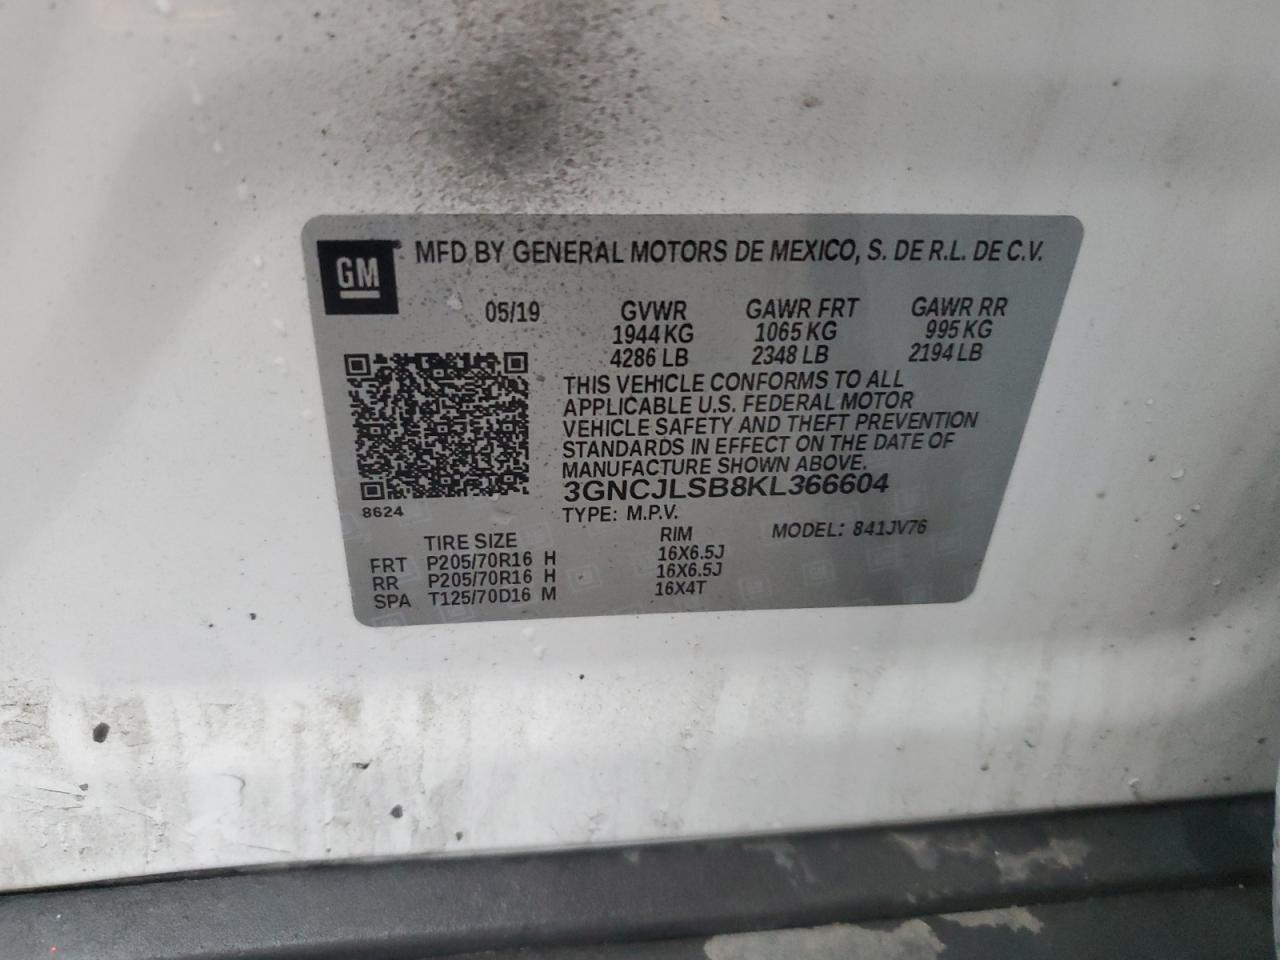 GM
MFD BY GENERAL MOTORS DE MEXICO, S. DE R.L. DE C.V.
05/19 GVWR GAWR FRT GAWR RR
1944 KG 1065 KG 995 KG
4286 LB 2348 LB 2194 LB
THIS VEHICLE CONFORMS TO ALL
APPLICABLE U.S. FEDERAL MOTOR
VEHICLE SAFETY AND THEFT PREVENTION
STANDARDS IN EFFECT ON THE DATE OF
MANUFACTURE SHOWN ABOVE.
3GNCJLSB8KL366604
8624
TYPE: M.P.V.
TIRE SIZE RIM MODEL: 841JV76
FRT P205/70R16 H 16X6.5J
RR P205/70R16 H 16X6.5J
SPA T125/70D16 M 16X4T